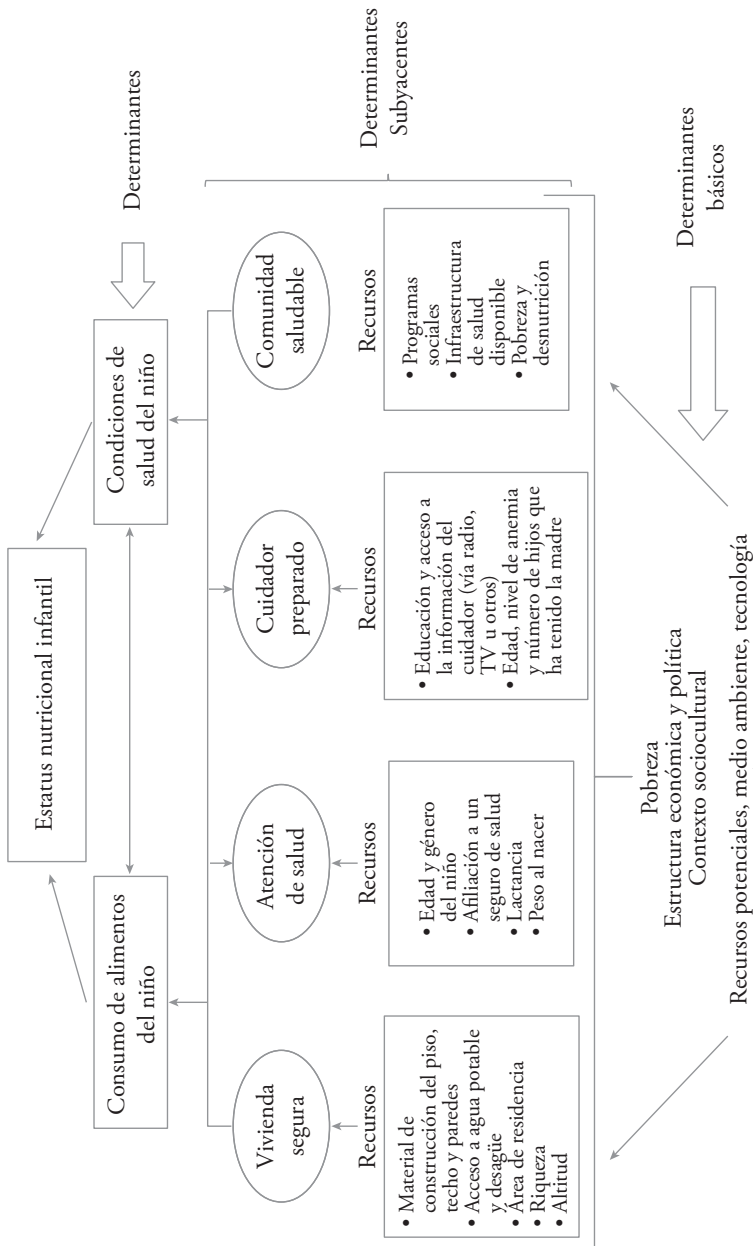 Estatus nutricional infantil
Consumo de alimentos
del niño
Condiciones de
salud del niño
Determinantes
Vivienda
segura
Atención
de salud
Cuidador
preparado
Comunidad
saludable
Determinantes
Subyacentes
Recursos
Recursos
Recursos
Recursos
• Material de
construcción del piso,
techo y paredes
• Acceso a agua potable
y desagüe
• Área de residencia
• Riqueza
• Altitud
• Edad y género
del niño
• Afiliación a un
seguro de salud
• Lactancia
• Peso al nacer
• Educación y acceso a
la información del
cuidador (vía radio,
TV u otros)
• Edad, nivel de anemia
y número de hijos que
ha tenido la madre
• Programas
sociales
• Infraestructura
de salud
disponible
• Pobreza y
desnutrición
Pobreza
Estructura económica y política
Contexto sociocultural
Recursos potenciales, medio ambiente, tecnología
Determinantes
básicos